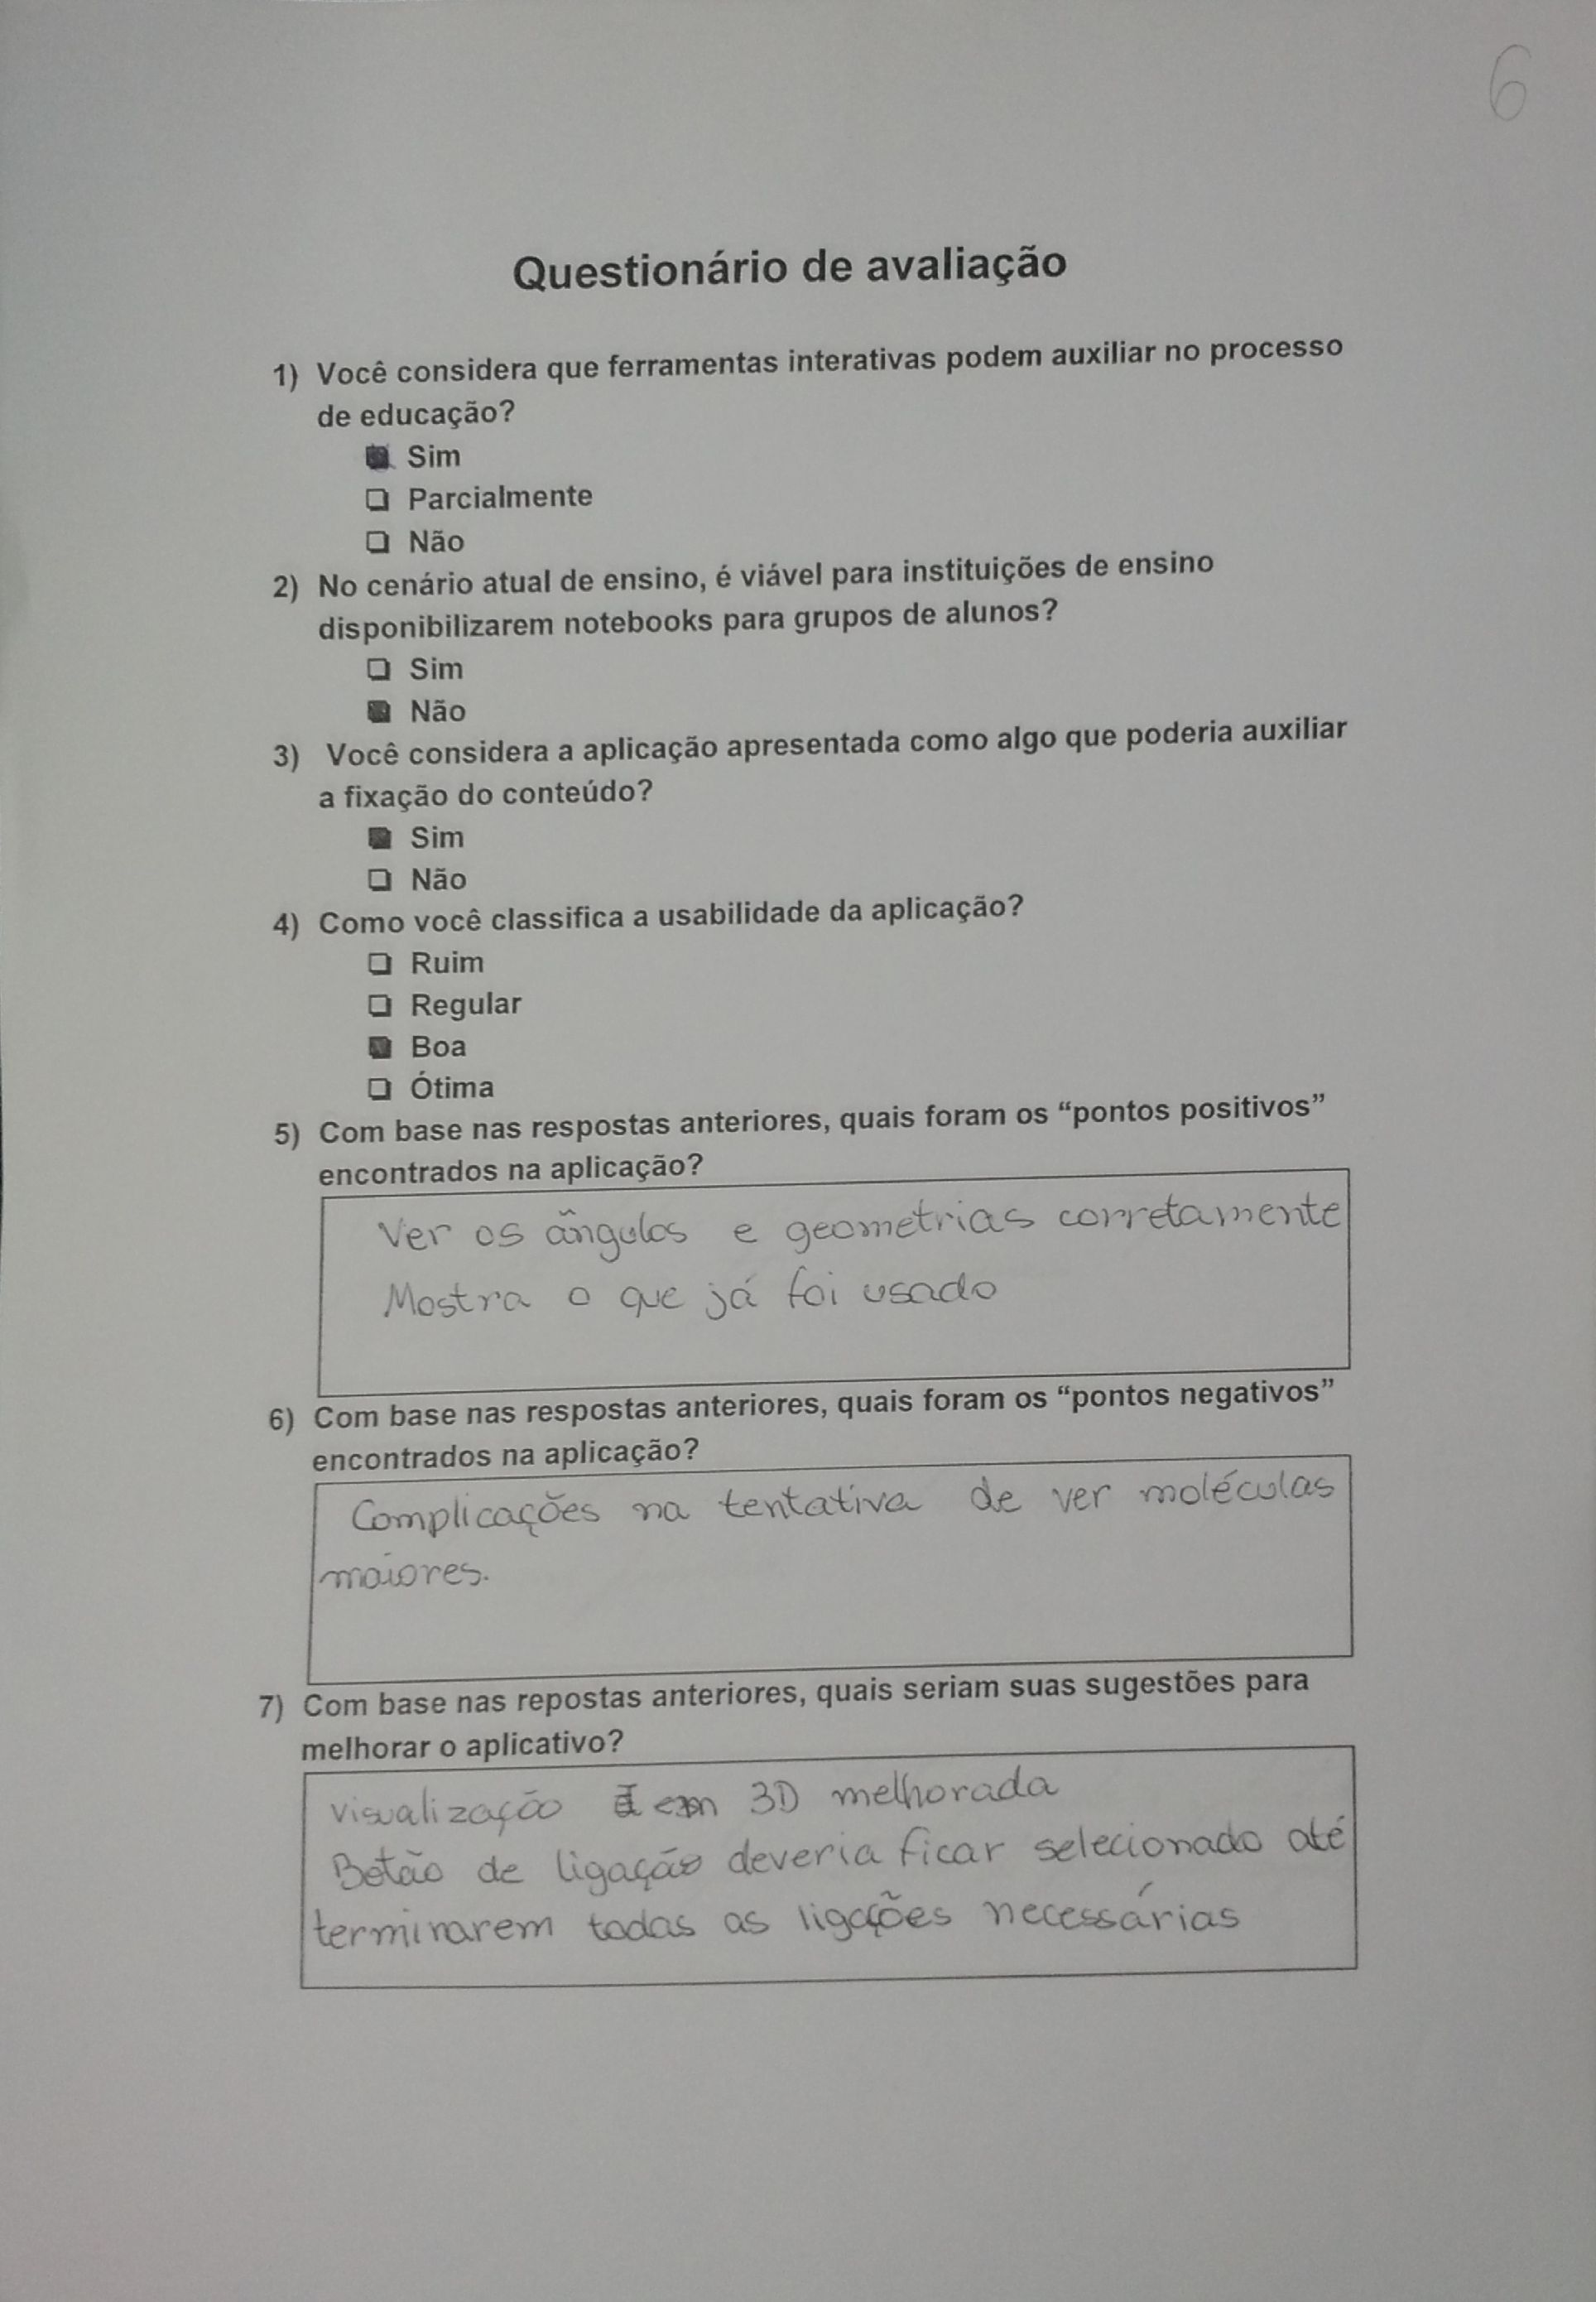 6
Questionário de avaliação
1) Você considera que ferramentas interativas podem auxiliar no processo
de educação?
Sim
Parcialmente
Não
2) No cenário atual de ensino, é viável para instituições de ensino
disponibilizarem notebooks para grupos de alunos?
Sim
Não
3) Você considera a aplicação apresentada como algo que poderia auxiliar
a fixação do conteúdo?
Sim
Não
4) Como você classifica a usabilidade da aplicação?
Ruim
Regular
Boa
Ótima
5) Com base nas respostas anteriores, quais foram os “pontos positivos”
encontrados na aplicação?
Ver os ângulos e geometrias corretamente
Mostra o que já foi usado
6) Com base nas respostas anteriores, quais foram os “pontos negativos”
encontrados na aplicação?
Complicações na tentativa de ver moléculas
maiores.
7) Com base nas repostas anteriores, quais seriam suas sugestões para
melhorar o aplicativo?
visualização em 3D melhorada
Botão de ligação deveria ficar selecionado até
terminarem todas as ligações necessárias